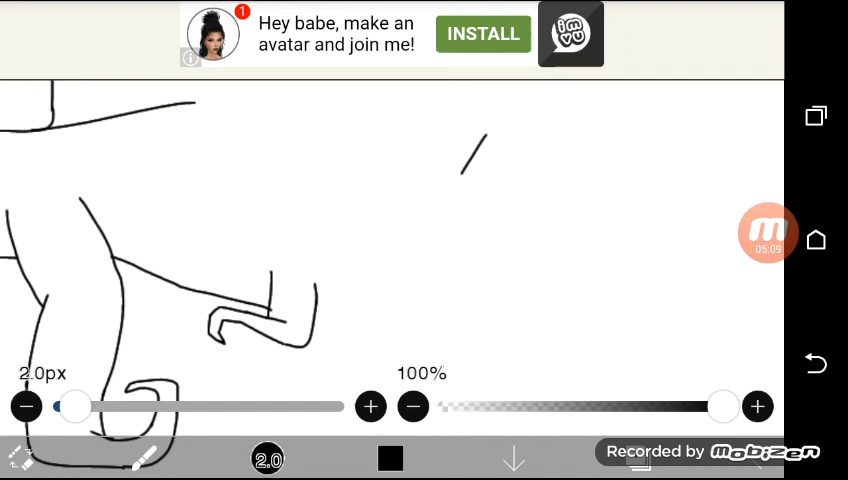 1
Hey babe, make an
avatar and join me!
INSTALL
imvu
05:09
2.0px
100%
2.0
Recorded by
mobizen